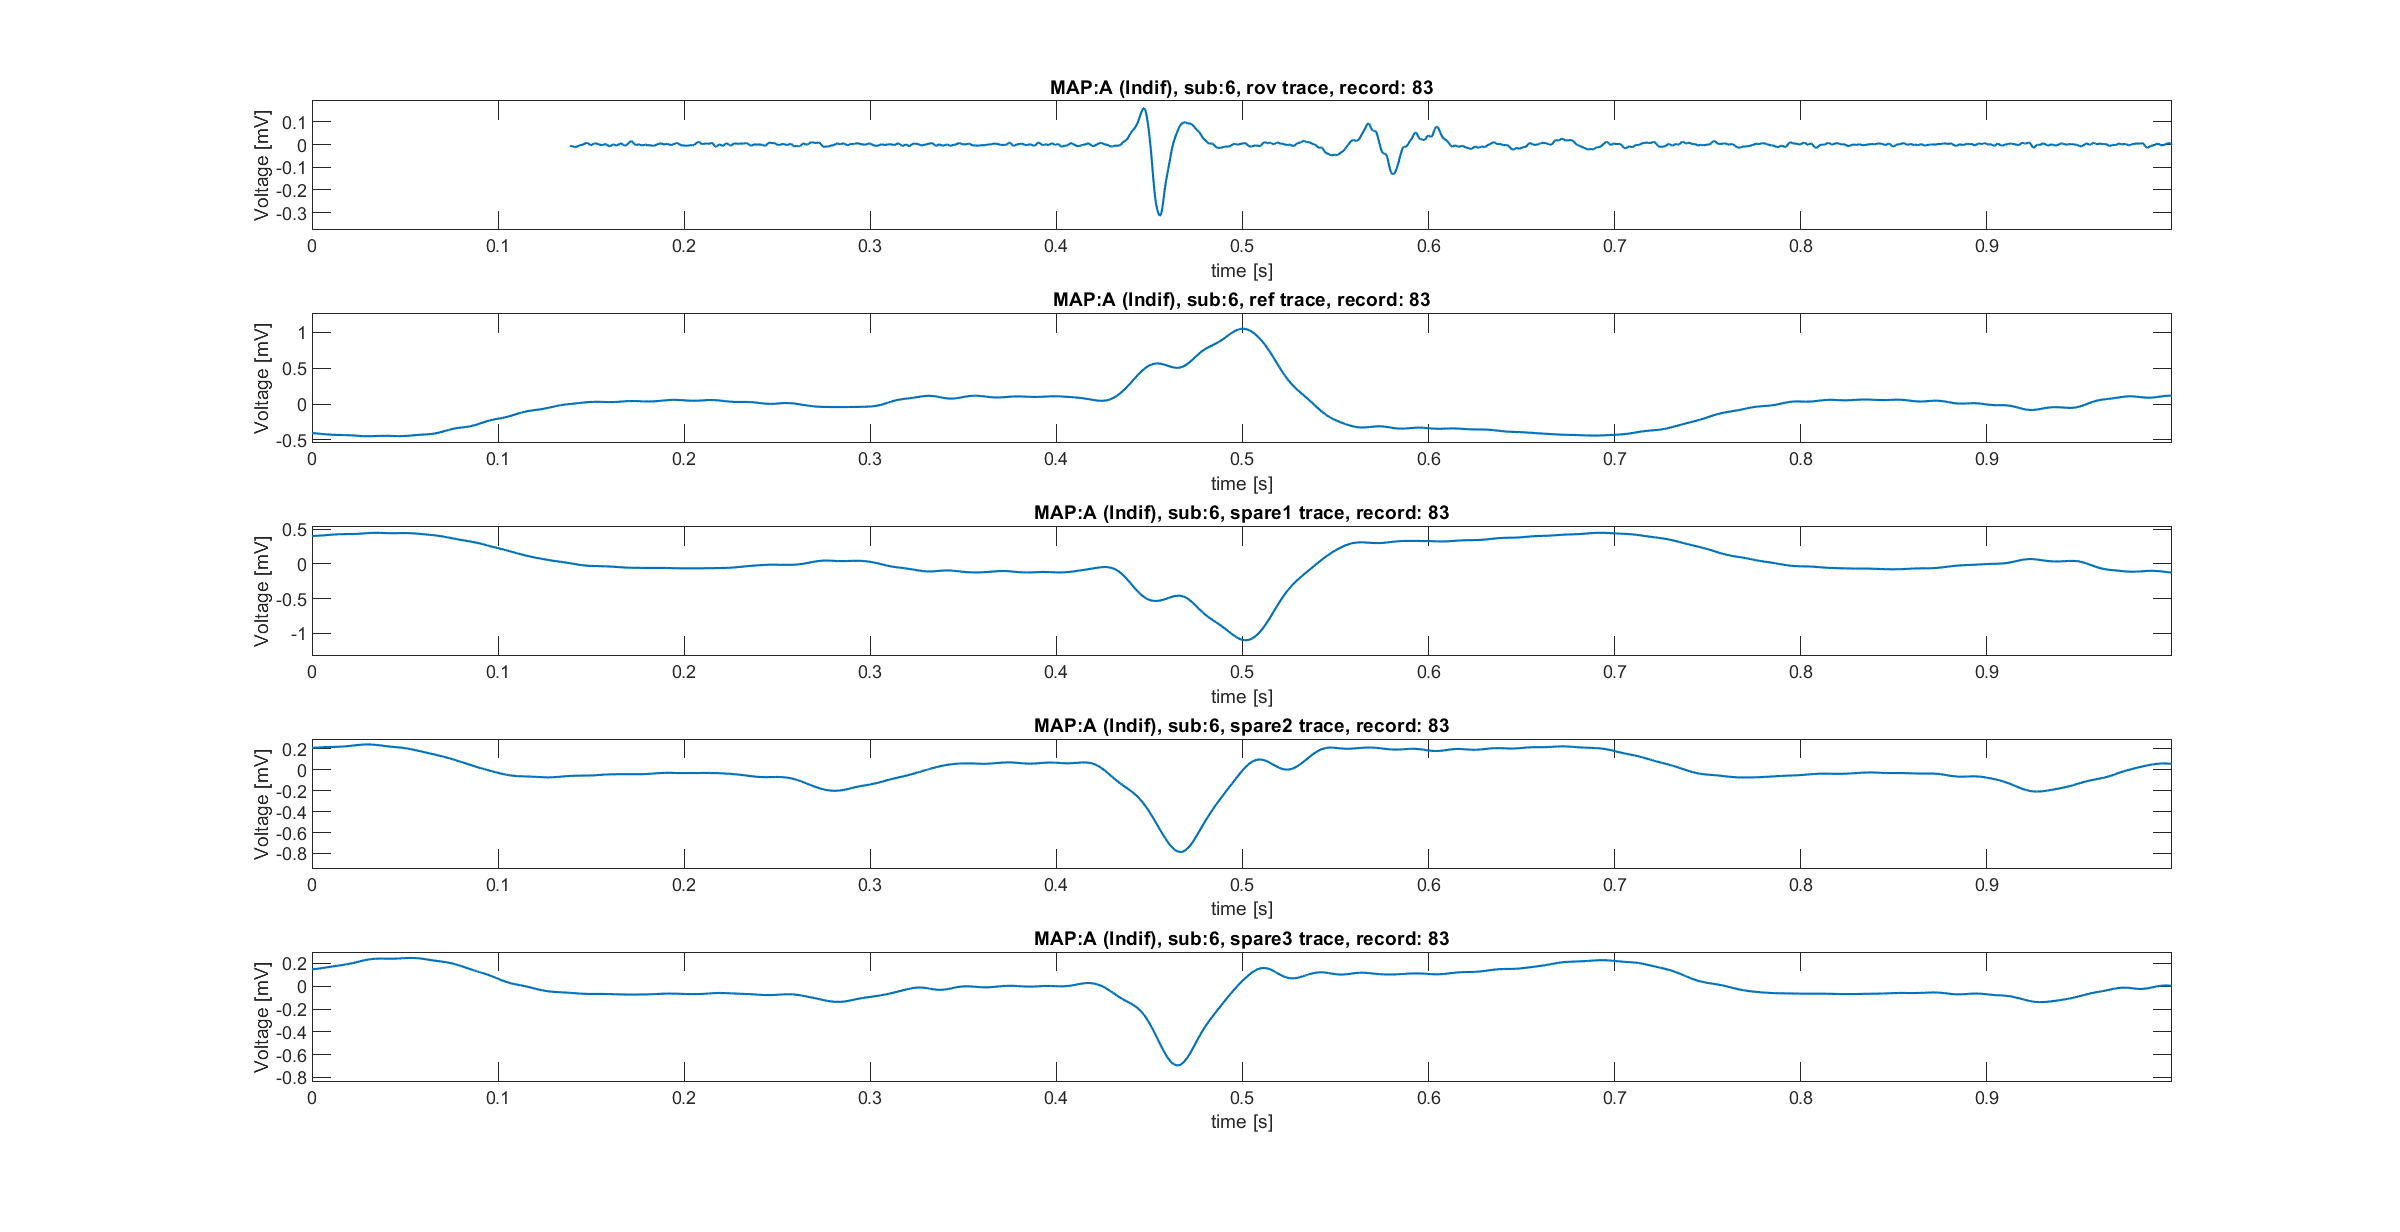 MAP:A (Indif), sub:6, rov trace, record: 83
Voltage [mV]
0.1
0
-0.1
-0.2
-0.3
0 0.1 0.2 0.3 0.4 0.5 0.6 0.7 0.8 0.9
time [s]
MAP:A (Indif), sub:6, ref trace, record: 83
Voltage [mV]
1
0.5
0
-0.5
0 0.1 0.2 0.3 0.4 0.5 0.6 0.7 0.8 0.9
time [s]
MAP:A (Indif), sub:6, spare1 trace, record: 83
Voltage [mV]
0.5
0
-0.5
-1
0 0.1 0.2 0.3 0.4 0.5 0.6 0.7 0.8 0.9
time [s]
MAP:A (Indif), sub:6, spare2 trace, record: 83
Voltage [mV]
0.2
0
-0.2
-0.4
-0.6
-0.8
0 0.1 0.2 0.3 0.4 0.5 0.6 0.7 0.8 0.9
time [s]
MAP:A (Indif), sub:6, spare3 trace, record: 83
Voltage [mV]
0.2
0
-0.2
-0.4
-0.6
-0.8
0 0.1 0.2 0.3 0.4 0.5 0.6 0.7 0.8 0.9
time [s]